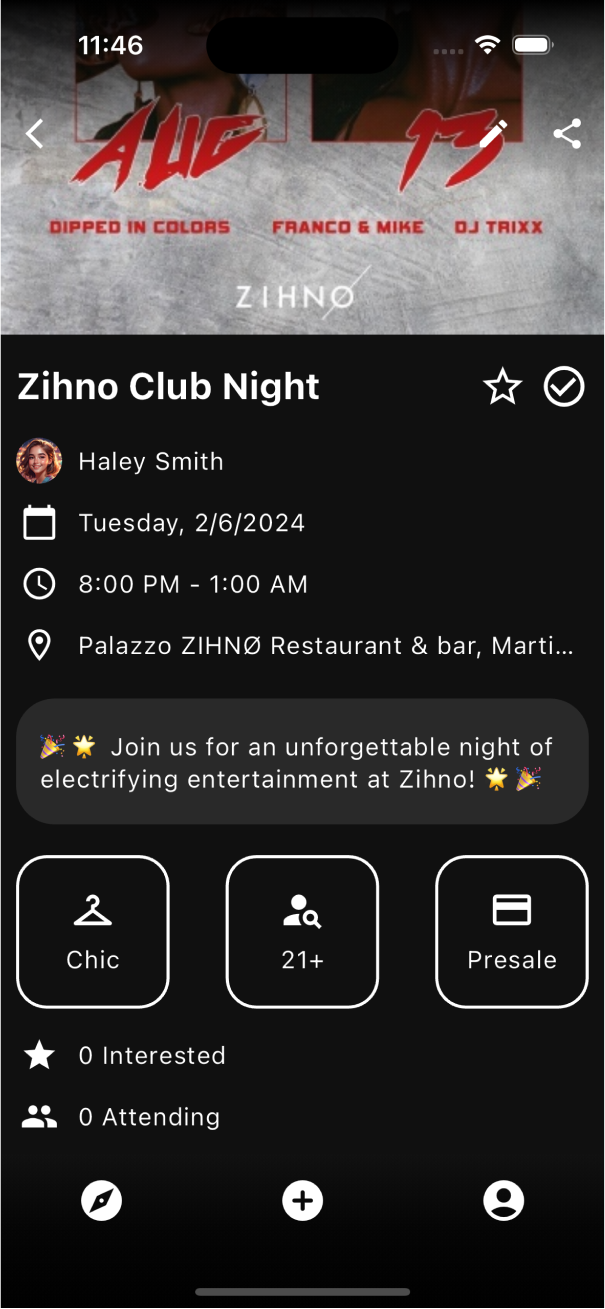 11:46
AUG 13
DIPPED IN COLORS FRANCO & MIKE DJ TRIXX
ZIHNØ
Zihno Club Night
Haley Smith
Tuesday, 2/6/2024
8:00 PM - 1:00 AM
Palazzo ZIHNØ Restaurant & bar, Marti...
🎉🌟 Join us for an unforgettable night of
electrifying entertainment at Zihno! 🌟🎉
Chic 21+ Presale
0 Interested
0 Attending